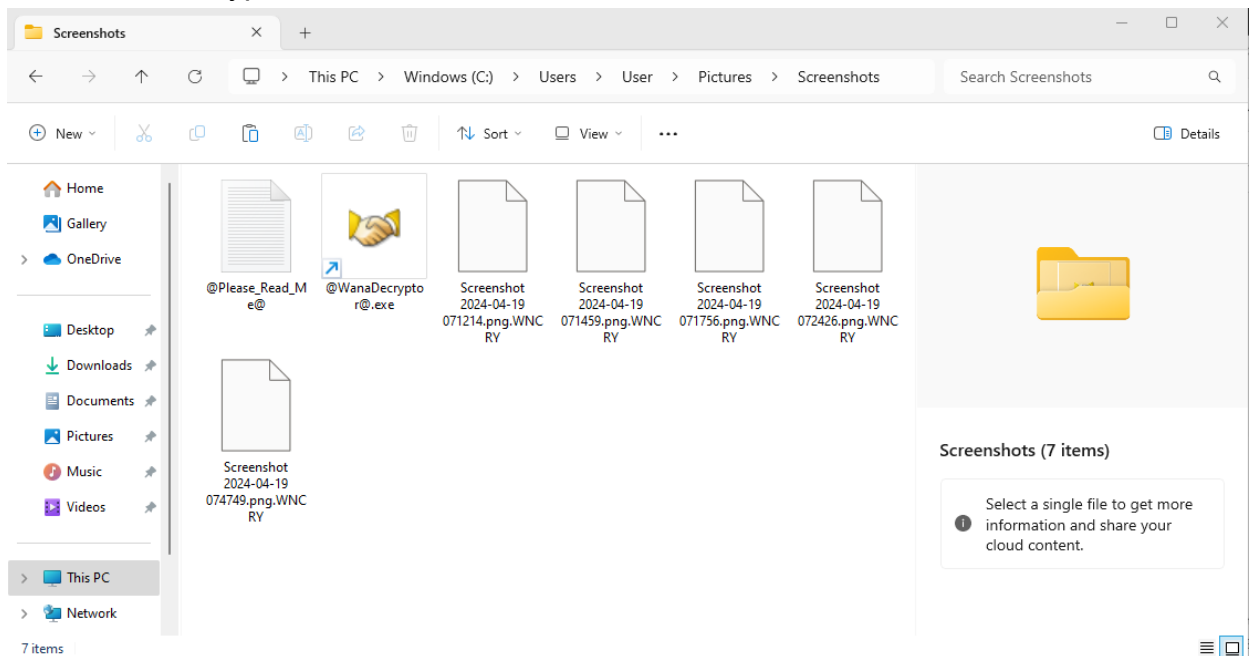 Screenshots
This PC > Windows (C:) > Users > User > Pictures > Screenshots
Search Screenshots
New
Sort
View
Details
Home
Gallery
OneDrive
Desktop
Downloads
Documents
Pictures
Music
Videos
This PC
Network
@Please_Read_M
e@
@WanaDecrypto
r@.exe
Screenshot
2024-04-19
071214.png.WNC
RY
Screenshot
2024-04-19
071459.png.WNC
RY
Screenshot
2024-04-19
071756.png.WNC
RY
Screenshot
2024-04-19
072426.png.WNC
RY
Screenshot
2024-04-19
074749.png.WNC
RY
Screenshots (7 items)
Select a single file to get more
information and share your
cloud content.
7 items